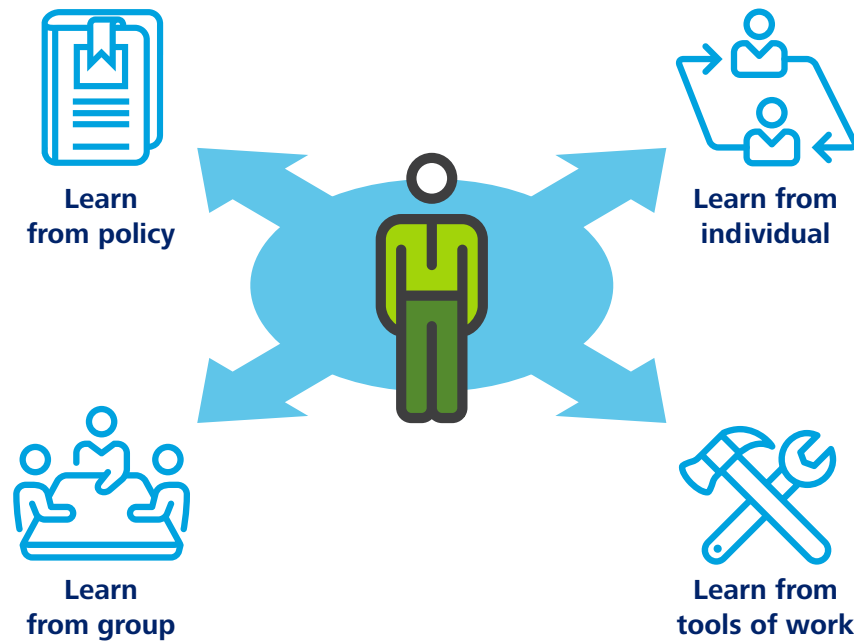 Learn
from policy
Learn from
individual
Learn
from group
Learn from
tools of work